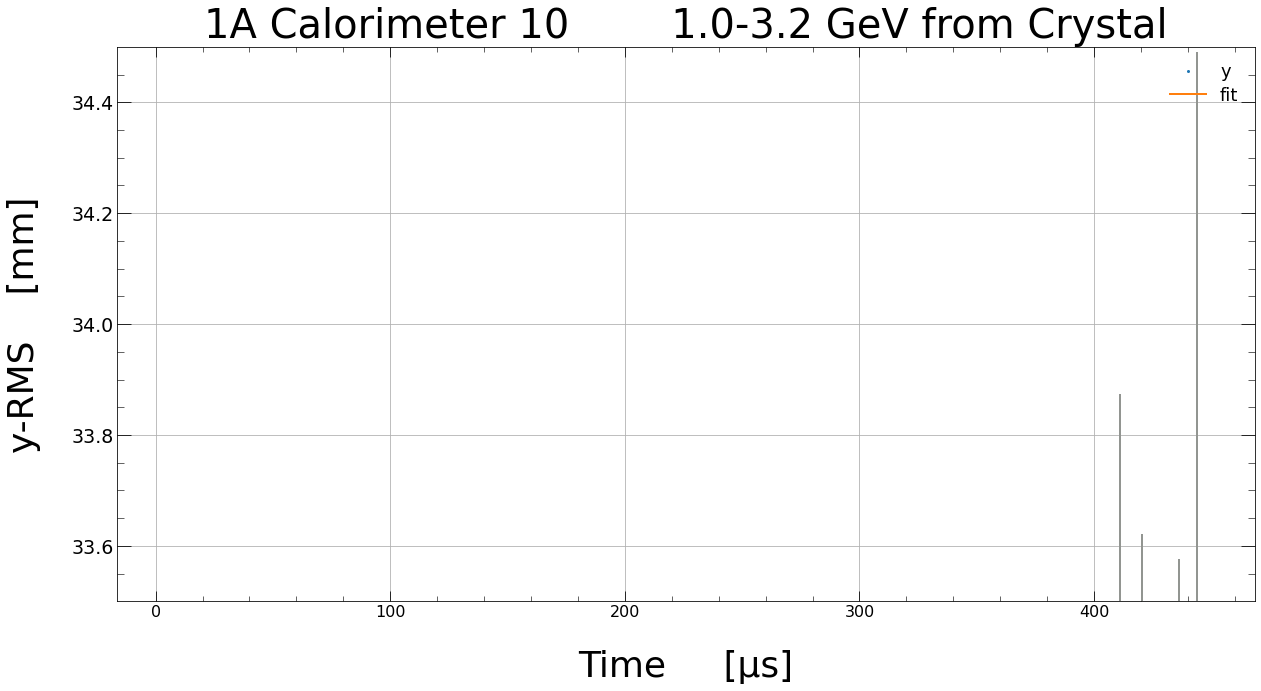 1A Calorimeter 10 1.0-3.2 GeV from Crystal
y
fit
34.4
34.2
34.0
33.8
33.6
y-RMS [mm]
0 100 200 300 400
Time [µs]